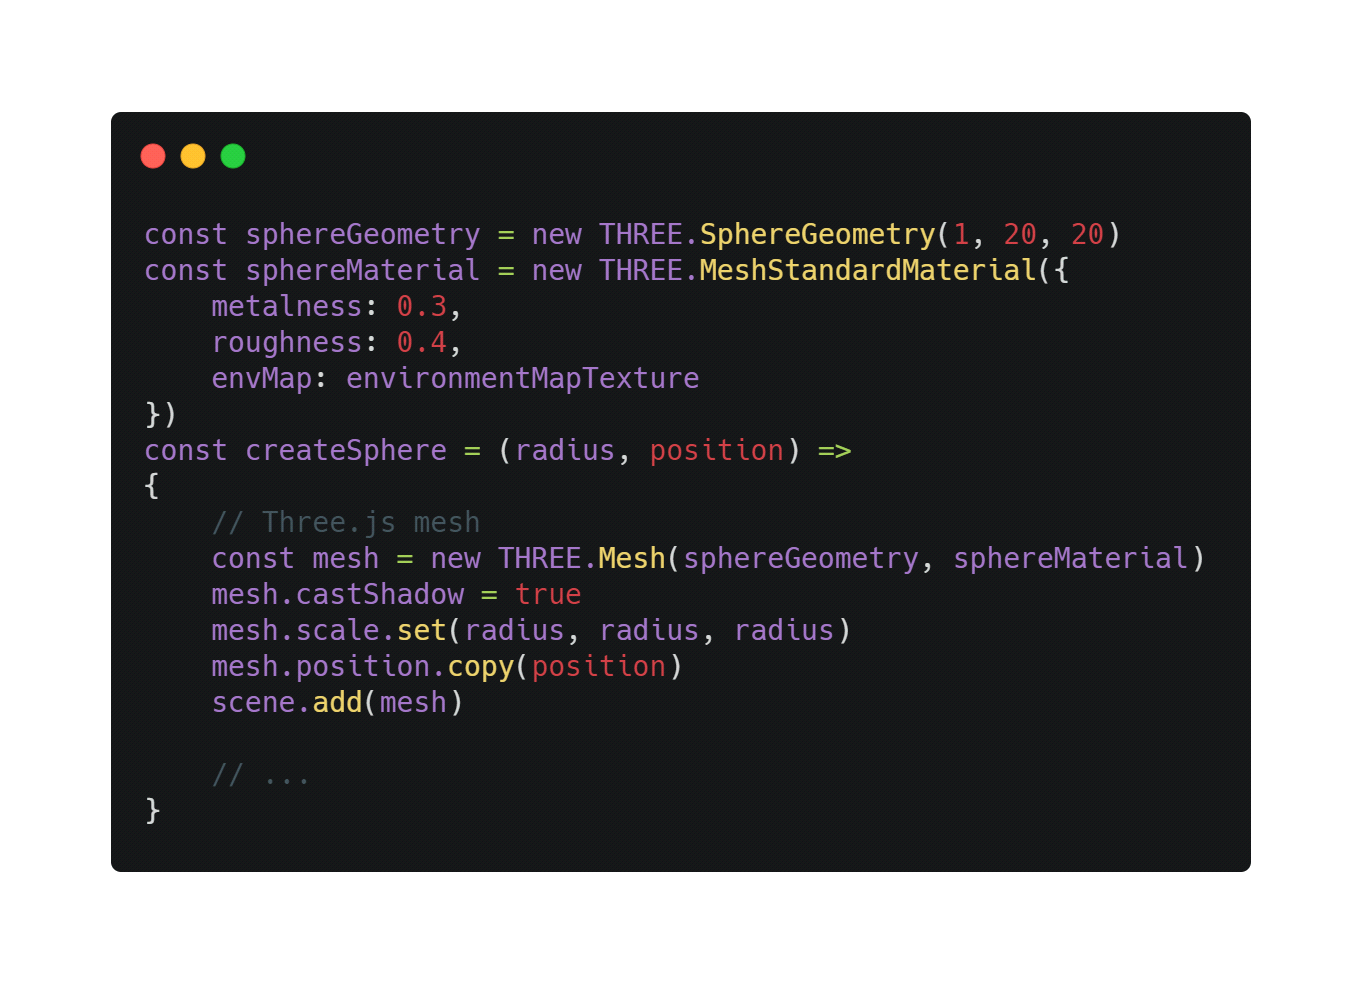 const sphereGeometry = new THREE.SphereGeometry(1, 20, 20)
const sphereMaterial = new THREE.MeshStandardMaterial({
    metalness: 0.3,
    roughness: 0.4,
    envMap: environmentMapTexture
})
const createSphere = (radius, position) =>
{
    // Three.js mesh
    const mesh = new THREE.Mesh(sphereGeometry, sphereMaterial)
    mesh.castShadow = true
    mesh.scale.set(radius, radius, radius)
    mesh.position.copy(position)
    scene.add(mesh)

    // ...
}